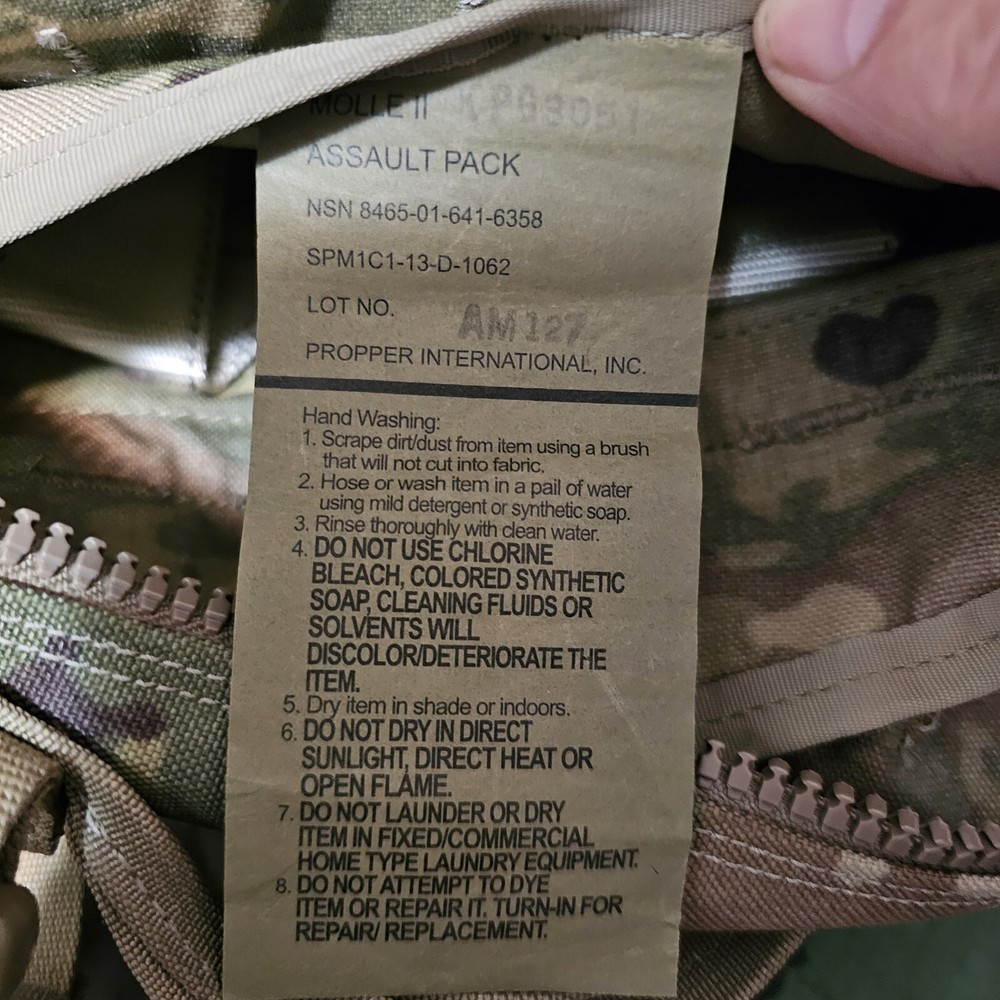 MOLLE II
ASSAULT PACK
NSN 8465-01-641-6358
SPM1C1-13-D-1062
LOT NO. AM 127
PROPPER INTERNATIONAL, INC.
Hand Washing:
1. Scrape dirt/dust from item using a brush
that will not cut into fabric.
2. Hose or wash item in a pail of water
using mild detergent or synthetic soap.
3. Rinse thoroughly with clean water.
4. DO NOT USE CHLORINE
BLEACH, COLORED SYNTHETIC
SOAP, CLEANING FLUIDS OR
SOLVENTS WILL
DISCOLOR/DETERIORATE THE
ITEM.
5. Dry item in shade or indoors.
6. DO NOT DRY IN DIRECT
SUNLIGHT, DIRECT HEAT OR
OPEN FLAME.
7. DO NOT LAUNDER OR DRY
ITEM IN FIXED/COMMERCIAL
HOME TYPE LAUNDRY EQUIPMENT.
8. DO NOT ATTEMPT TO DYE
ITEM OR REPAIR IT. TURN-IN FOR
REPAIR/ REPLACEMENT.